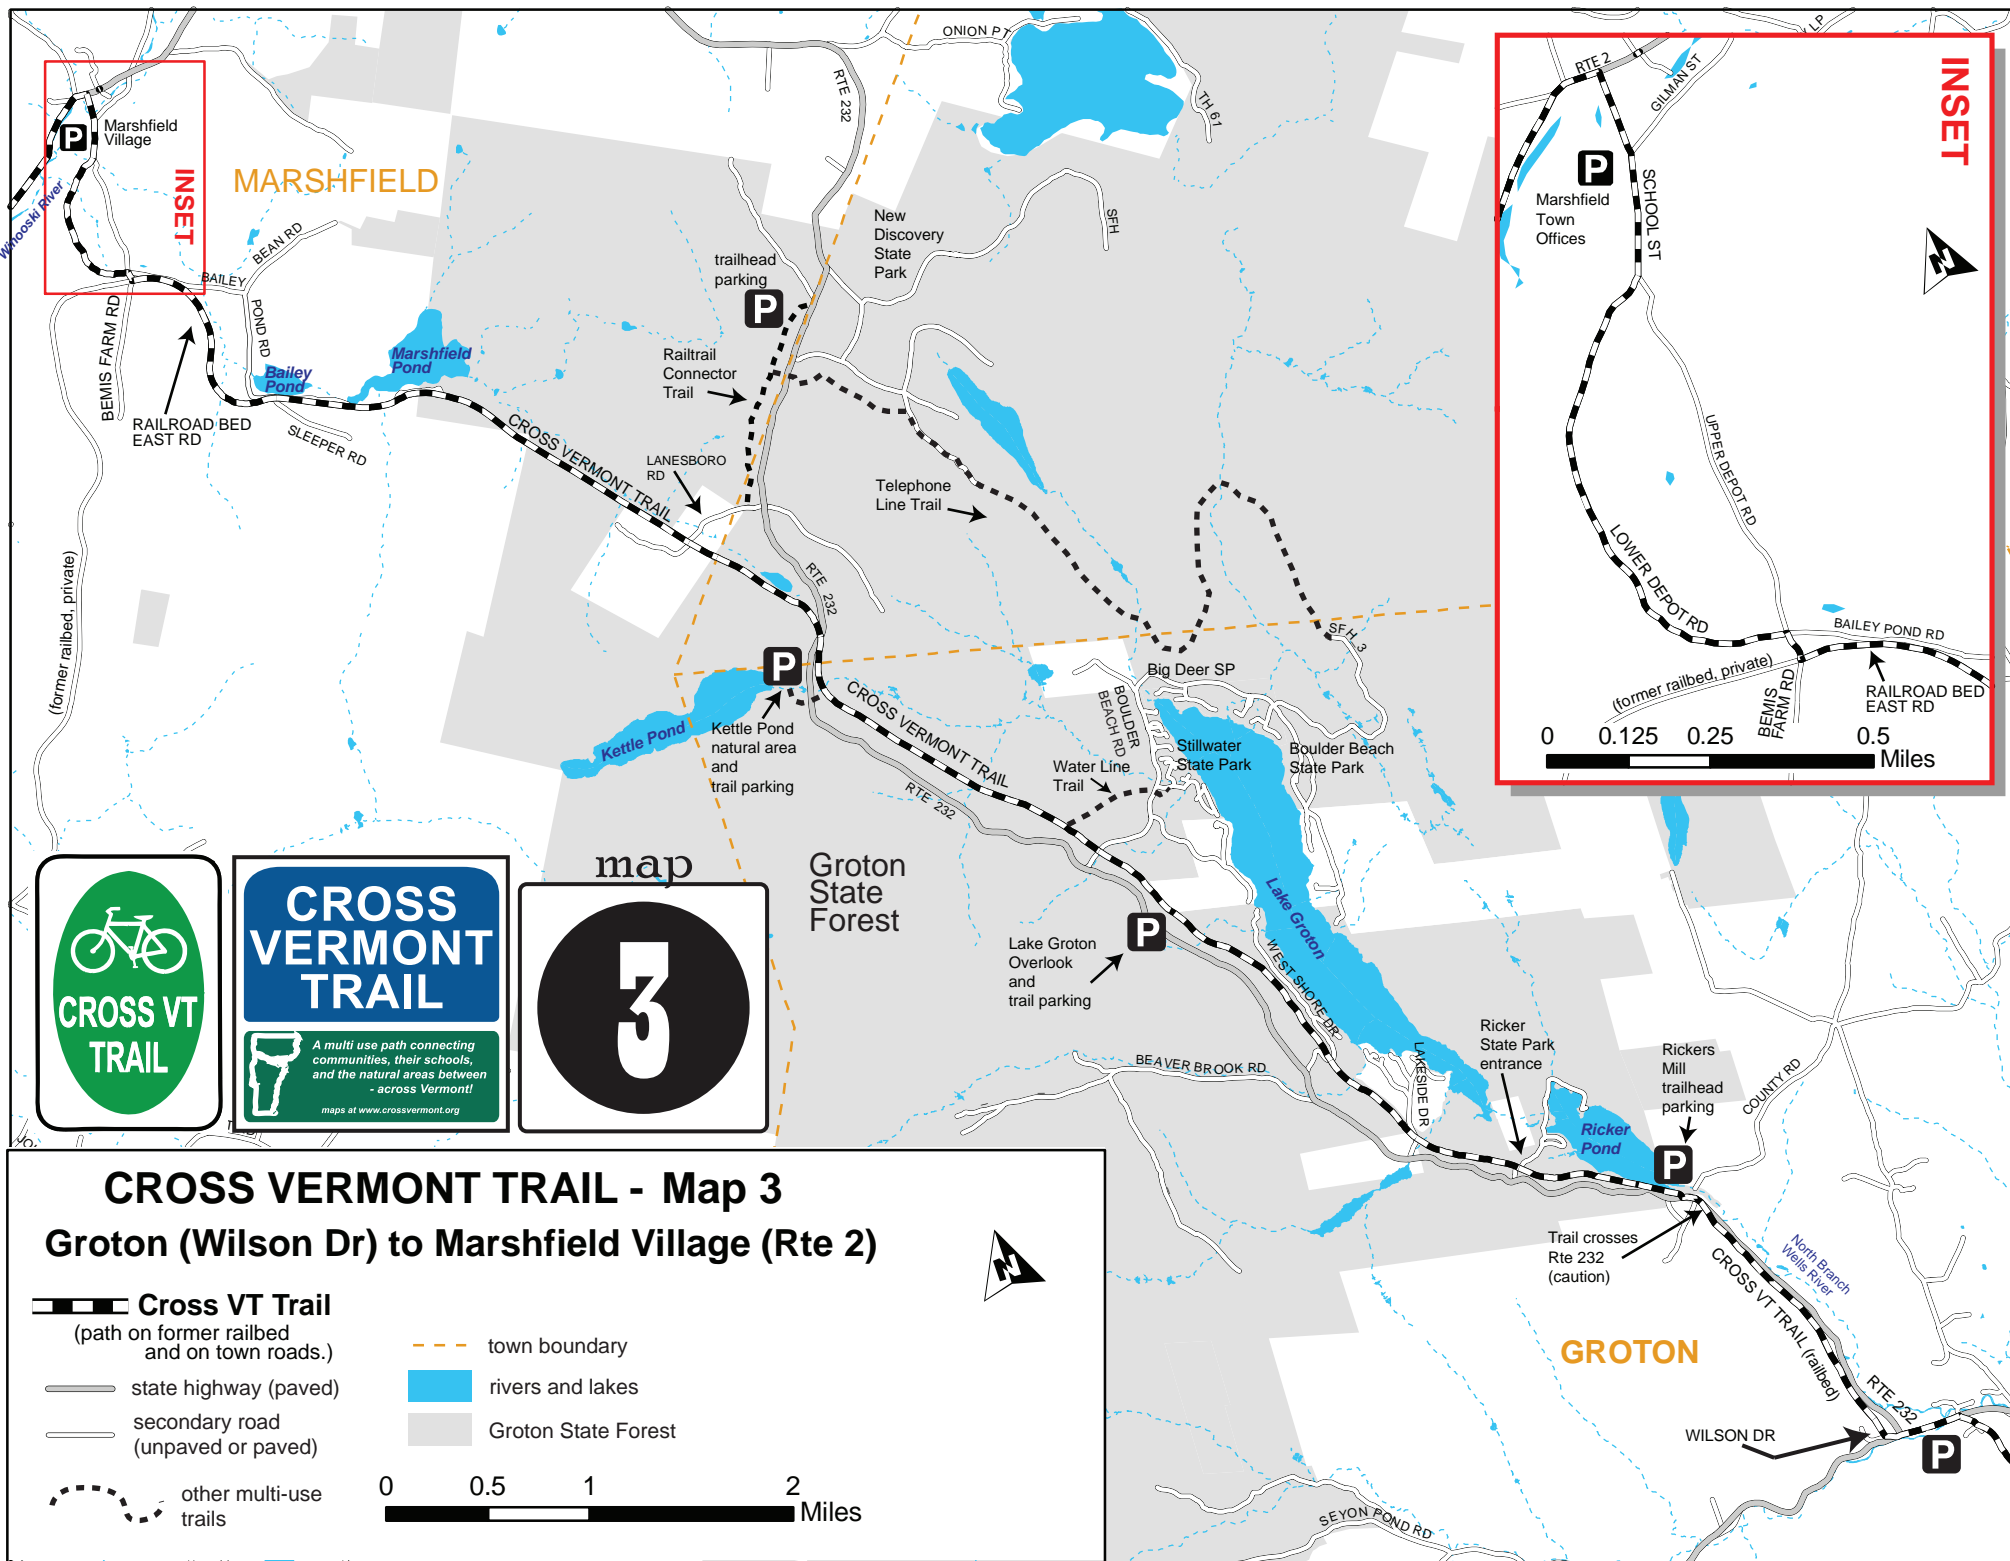 ONION PT
RTE 232
TH 61
Marshfield
Village
MARSHFIELD
INSET
Winooski River
BEAN RD
BAILEY
POND RD
BEMIS FARM RD
Bailey
Pond
Marshfield
Pond
RAILROAD BED
EAST RD
SLEEPER RD
(former railbed, private)
CROSS VERMONT TRAIL
LANESBORO
RD
trailhead
parking
P
P
Railtrail
Connector
Trail
New
Discovery
State
Park
SFH
Telephone
Line Trail
RTE 232
SFH 3
P
Kettle Pond
Kettle Pond
natural area
and
trail parking
CROSS VERMONT TRAIL
RTE 232
Big Deer SP
BOULDER
BEACH RD
Stillwater
State Park
Boulder Beach
State Park
Water Line
Trail
Groton
State
Forest
Lake Groton
P
Lake Groton
Overlook
and
trail parking
WEST SHORE DR
LAKESIDE DR
BEAVER BROOK RD
Ricker
State Park
entrance
Ricker
Pond
Rickers
Mill
trailhead
parking
P
COUNTY RD
Trail crosses
Rte 232
(caution)
North Branch
Wells River
CROSS VT TRAIL (railbed)
GROTON
RTE 232
WILSON DR
P
SEYON POND RD
INSET
RTE 2
GILMAN ST
LP
P
Marshfield
Town
Offices
SCHOOL ST
N
UPPER DEPOT RD
LOWER DEPOT RD
BAILEY POND RD
(former railbed, private)
BEMIS
FARM RD
RAILROAD BED
EAST RD
0 0.125 0.25 0.5
Miles
CROSS VT
TRAIL
CROSS
VERMONT
TRAIL
A multi use path connecting
communities, their schools,
and the natural areas between
- across Vermont!
maps at www.crossvermont.org
map
3
CROSS VERMONT TRAIL - Map 3
Groton (Wilson Dr) to Marshfield Village (Rte 2)
N
Cross VT Trail
(path on former railbed
and on town roads.)
state highway (paved)
secondary road
(unpaved or paved)
other multi-use
trails
town boundary
rivers and lakes
Groton State Forest
0 0.5 1 2
Miles